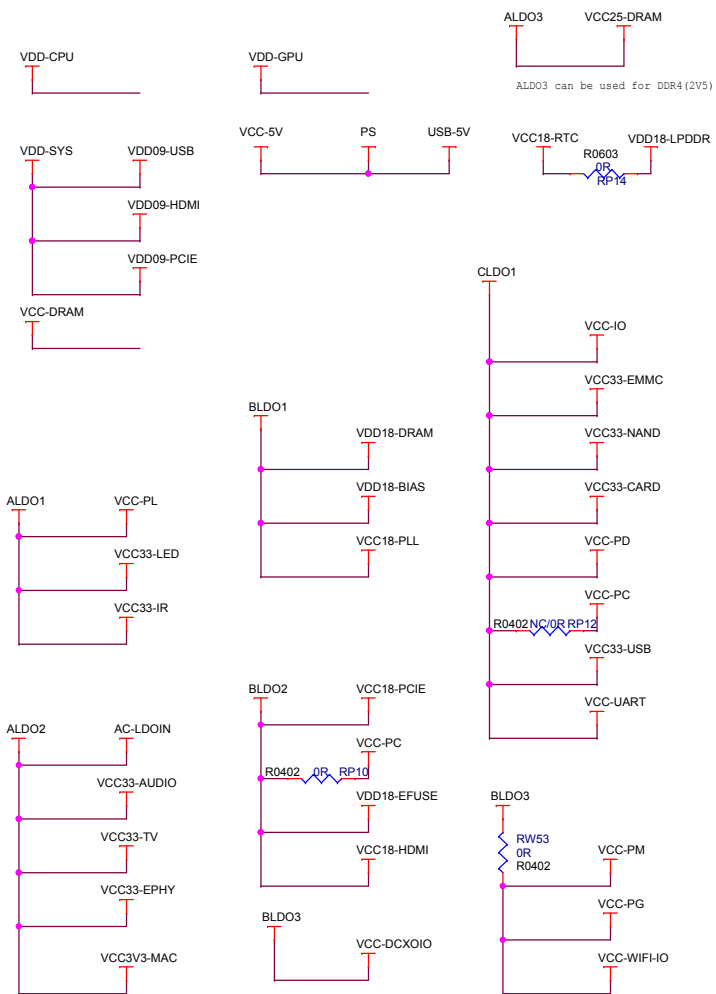 ALDO3 VCC25-DRAM
ALDO3 can be used for DDR4(2V5)
VDD-CPU
VDD-GPU
VCC-5V PS USB-5V
VCC18-RTC VDD18-LPDDR
R0603
0R
RP14
VDD-SYS VDD09-USB
VDD09-HDMI
VDD09-PCIE
VCC-DRAM
CLDO1
VCC-IO
VCC33-EMMC
VCC33-NAND
VCC33-CARD
VCC-PD
VCC-PC
R0402 NC/0R RP12
VCC33-USB
VCC-UART
BLDO1
VDD18-DRAM
VDD18-BIAS
VCC18-PLL
ALDO1 VCC-PL
VCC33-LED
VCC33-IR
BLDO2 VCC18-PCIE
VCC-PC
R0402 0R RP10
VDD18-EFUSE
VCC18-HDMI
ALDO2 AC-LDOIN
VCC33-AUDIO
VCC33-TV
VCC33-EPHY
VCC3V3-MAC
BLDO3
VCC-DCXOIO
BLDO3
RW53
0R
R0402
VCC-PM
VCC-PG
VCC-WIFI-IO